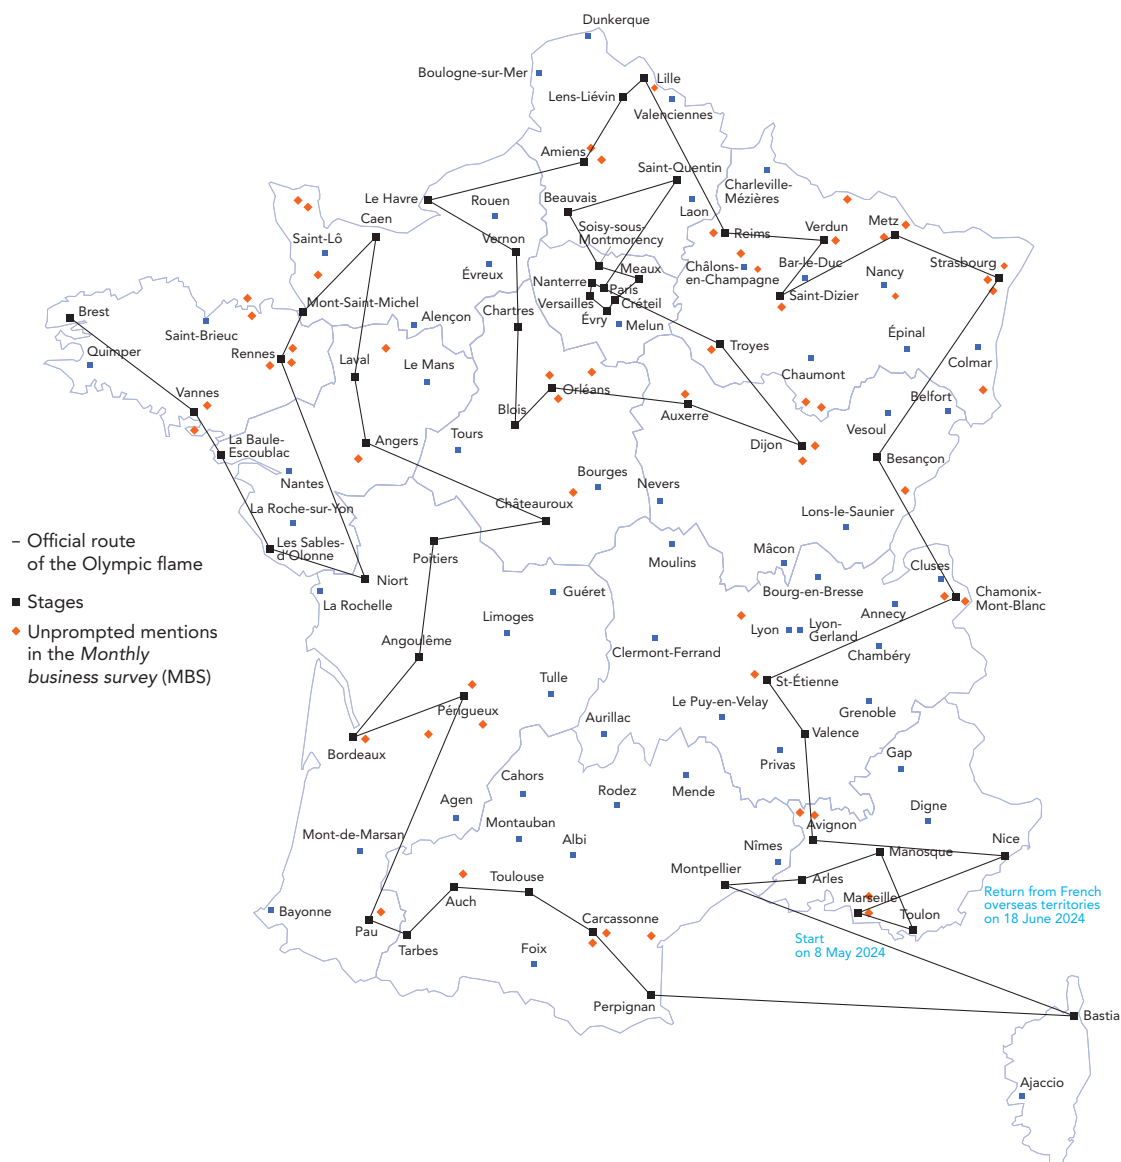 Dunkerque
Boulogne-sur-Mer
Lille
Lens-Liévin
Valenciennes
Amiens
Saint-Quentin
Charleville-
Mézières
Le Havre
Rouen
Beauvais
Laon
Caen
Soisy-sous-
Montmorency
Reims
Verdun
Metz
Saint-Lô
Vernon
Évreux
Nanterre
Meaux
Châlons-
en-Champagne
Bar-le-Duc
Nancy
Strasbourg
Paris
Versailles
Créteil
Évry
Melun
Saint-Dizier
Brest
Mont-Saint-Michel
Alençon
Chartres
Saint-Brieuc
Quimper
Rennes
Laval
Le Mans
Troyes
Épinal
Colmar
Chaumont
Vannes
Orléans
Blois
Auxerre
Belfort
Vesoul
La Baule-
Escoublac
Angers
Tours
Dijon
Besançon
Nantes
Bourges
Nevers
Châteauroux
La Roche-sur-Yon
Lons-le-Saunier
– Official route
of the Olympic flame
Stages
Unprompted mentions
in the Monthly
business survey (MBS)
Les Sables-
d'Olonne
Poitiers
Moulins
Mâcon
Cluses
Niort
La Rochelle
Guéret
Bourg-en-Bresse
Annecy
Chamonix-
Mont-Blanc
Limoges
Angoulême
Clermont-Ferrand
Lyon
Lyon-
Gerland
Chambéry
Tulle
St-Étienne
Périgueux
Le Puy-en-Velay
Grenoble
Aurillac
Bordeaux
Valence
Privas
Gap
Cahors
Rodez
Mende
Agen
Digne
Mont-de-Marsan
Montauban
Albi
Avignon
Nîmes
Manosque
Nice
Montpellier
Arles
Toulouse
Auch
Marseille
Toulon
Return from French
overseas territories
on 18 June 2024
Bayonne
Pau
Carcassonne
Tarbes
Foix
Start
on 8 May 2024
Perpignan
Bastia
Ajaccio